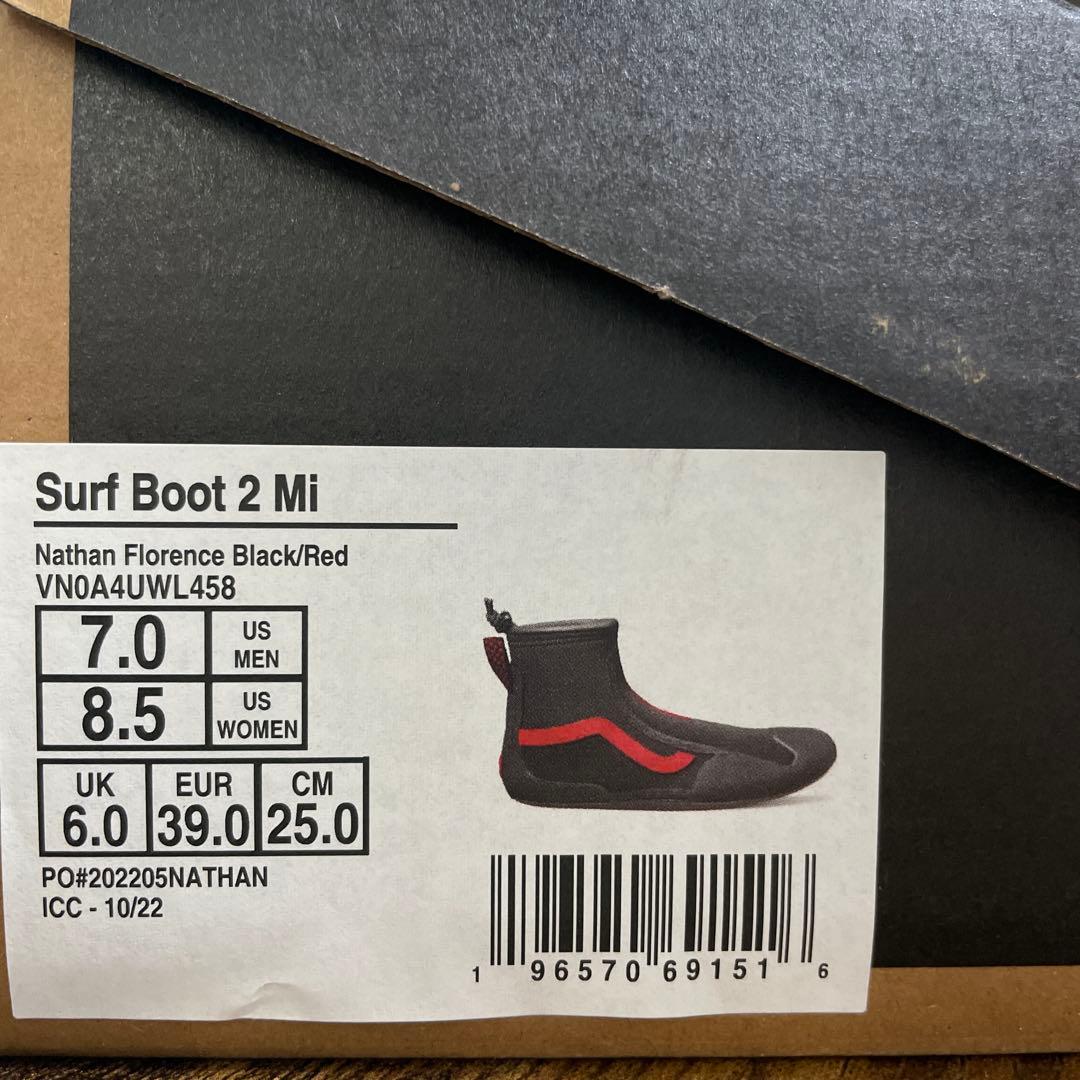 Surf Boot 2 Mi
Nathan Florence Black/Red
VN0A4UWL458
7.0 US MEN
8.5 US WOMEN
UK EUR CM
6.0 39.0 25.0
PO#202205NATHAN
ICC - 10/22
1 96570 69151 6